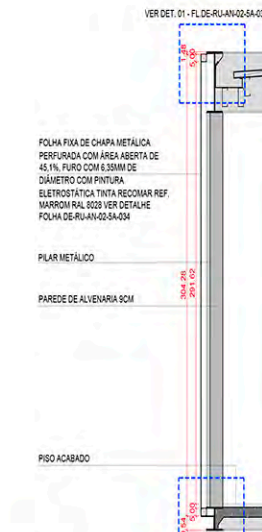 VER DET. 01 - FL.DE-RU-AN-02-5A-03
5,00
FOLHA FIXA DE CHAPA METÁLICA
PERFURADA COM ÁREA ABERTA DE
45,1%, FURO COM 6,35MM DE
DIÂMETRO COM PINTURA
ELETROSTÁTICA TINTA RECOMAR REF.
MARROM RAL 8028 VER DETALHE
FOLHA DE-RU-AN-02-5A-034
PILAR METÁLICO
304,26
291,62
PAREDE DE ALVENARIA 9CM
PISO ACABADO
5,00